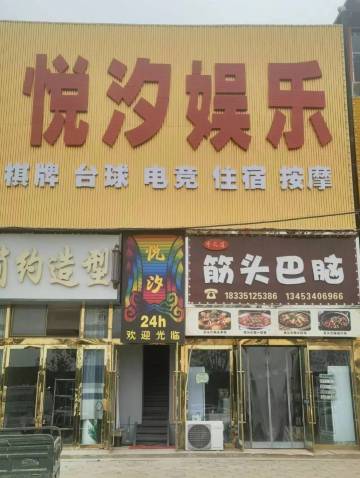 悦汐娱乐
棋牌 台球 电竞 住宿 按摩
简约造型
悦汐
24h
欢迎光临
筋头巴脑
☎ 18335125386 13453406966